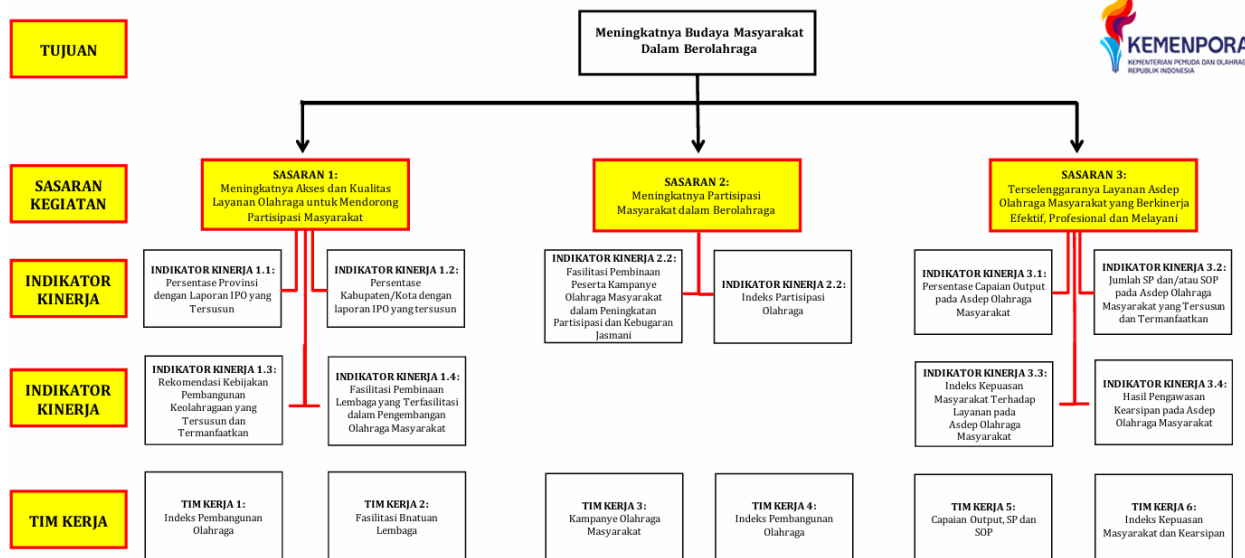 TUJUAN
Meningkatnya Budaya Masyarakat
Dalam Berolahraga
KEMENPORA
KEMENTERIAN PEMUDA DAN OLAHRAGA
REPUBLIK INDONESIA
SASARAN
KEGIATAN
SASARAN 1:
Meningkatnya Akses dan Kualitas
Layanan Olahraga untuk Mendorong
Partisipasi Masyarakat
SASARAN 2:
Meningkatnya Partisipasi
Masyarakat dalam Berolahraga
SASARAN 3:
Terselenggaranya Layanan Asdep
Olahraga Masyarakat yang Berkinerja
Efektif, Profesional dan Melayani
INDIKATOR
KINERJA
INDIKATOR KINERJA 1.1:
Persentase Provinsi
dengan Laporan IPO yang
Tersusun
INDIKATOR KINERJA 1.2:
Persentase
Kabupaten/Kota dengan
laporan IPO yang tersusun
INDIKATOR KINERJA 2.2:
Fasilitasi Pembinaan
Peserta Kampanye
Olahraga Masyarakat
dalam Peningkatan
Partisipasi dan Kebugaran
Jasmani
INDIKATOR KINERJA 2.2:
Indeks Partisipasi
Olahraga
INDIKATOR KINERJA 3.1:
Persentase Capaian Output
pada Asdep Olahraga
Masyarakat
INDIKATOR KINERJA 3.2:
Jumlah SP dan/atau SOP
pada Asdep Olahraga
Masyarakat yang Tersusun
dan Termanfaatkan
INDIKATOR
KINERJA
INDIKATOR KINERJA 1.3:
Rekomendasi Kebijakan
Pembangunan
Keolahragaan yang
Tersusun dan
Termanfaatkan
INDIKATOR KINERJA 1.4:
Fasilitasi Pembinaan
Lembaga yang Terfasilitasi
dalam Pengembangan
Olahraga Masyarakat
INDIKATOR KINERJA 3.3:
Indeks Kepuasan
Masyarakat Terhadap
Layanan pada
Asdep Olahraga
Masyarakat
INDIKATOR KINERJA 3.4:
Hasil Pengawasan
Kearsipan pada Asdep
Olahraga Masyarakat
TIM KERJA
TIM KERJA 1:
Indeks Pembangunan
Olahraga
TIM KERJA 2:
Fasilitasi Bnatuan
Lembaga
TIM KERJA 3:
Kampanye Olahraga
Masyarakat
TIM KERJA 4:
Indeks Pembangunan
Olahraga
TIM KERJA 5:
Capaian Output, SP dan
SOP
TIM KERJA 6:
Indeks Kepuasan
Masyarakat dan Kearsipan